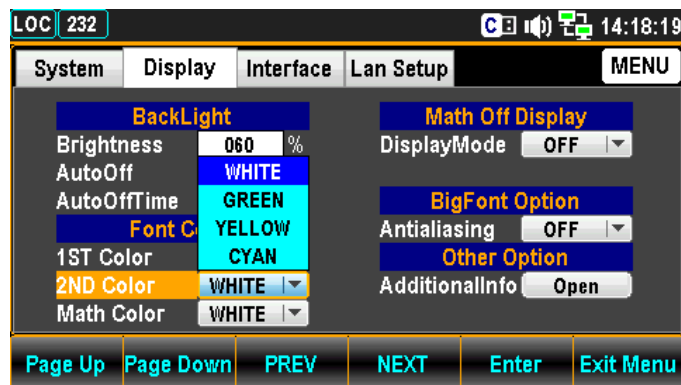 LOC 232 C 14:18:19
System Display Interface Lan Setup MENU
BackLight
Brightness 060 %
AutoOff WHITE
AutoOffTime GREEN
Font C YELLOW
1ST Color CYAN
2ND Color WHITE
Math Color WHITE
Math Off Display
DisplayMode OFF
BigFont Option
Antialiasing OFF
Other Option
AdditionalInfo Open
Page Up Page Down PREV NEXT Enter Exit Menu